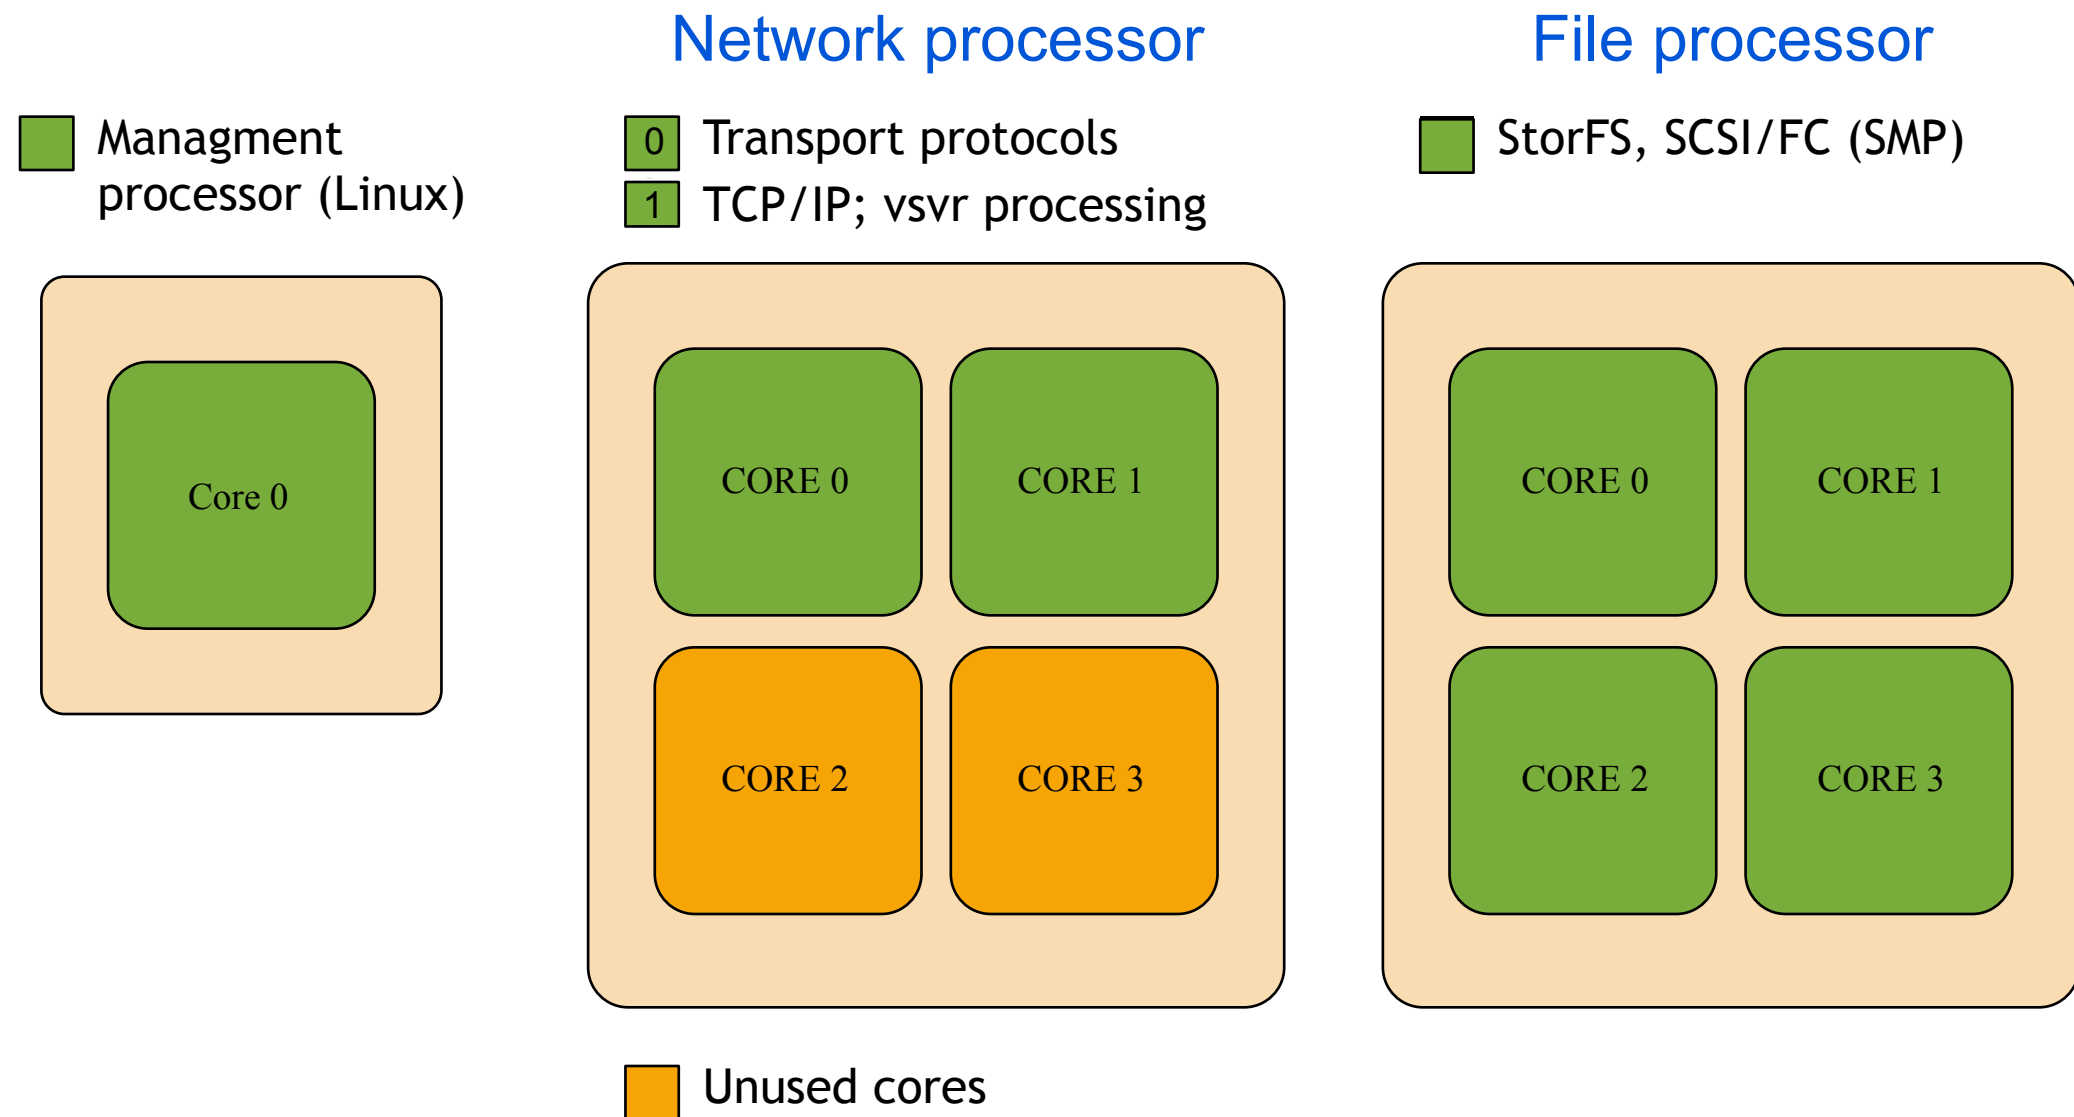 Network processor
File processor
Managment
processor (Linux)
0 Transport protocols
1 TCP/IP; vsvr processing
StorFS, SCSI/FC (SMP)
Core 0
CORE 0 CORE 1
CORE 2 CORE 3
CORE 0 CORE 1
CORE 2 CORE 3
Unused cores